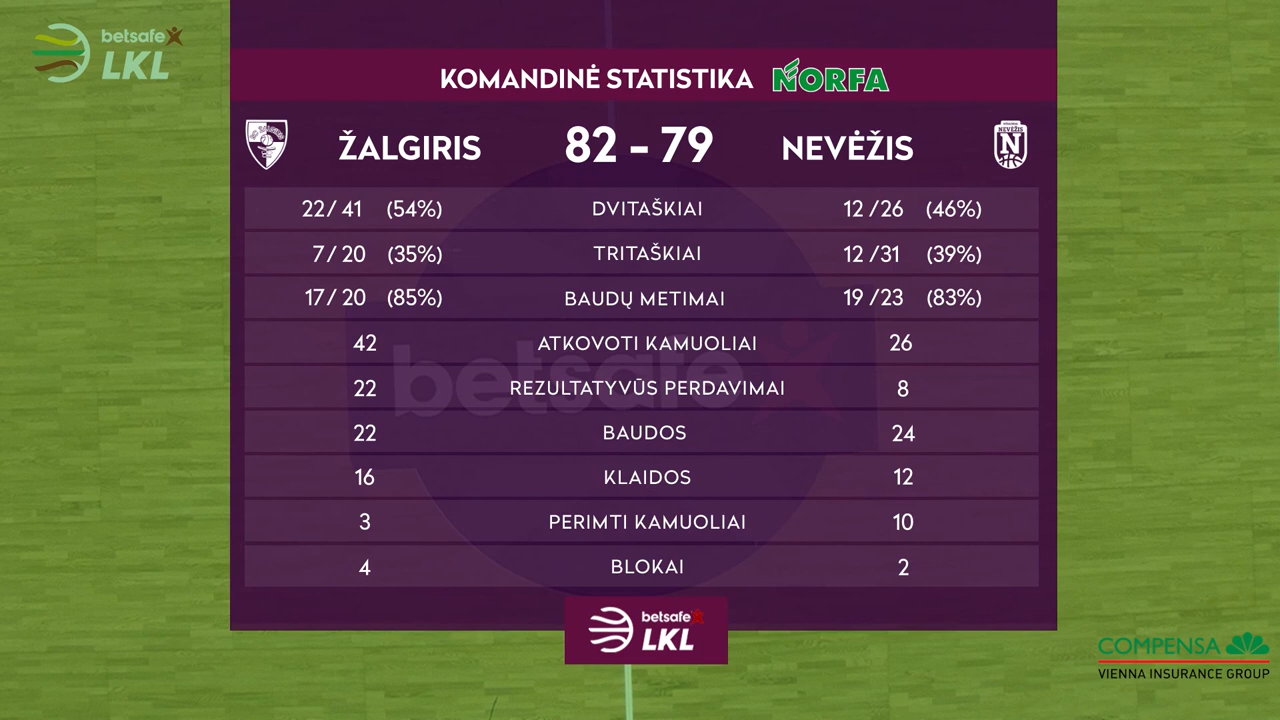 betsafe
LKL
KOMANDINĖ STATISTIKA NORFA
ŽALGIRIS 82 - 79 NEVĖŽIS
NEVĖŽIS
N
22/ 41 (54%) DVITAŠKIAI 12 /26 (46%)
7/ 20 (35%) TRITAŠKIAI 12 /31 (39%)
17/ 20 (85%) BAUDŲ METIMAI 19 /23 (83%)
42 ATKOVOTI KAMUOLIAI 26
betsafe
22 REZULTATYVŪS PERDAVIMAI 8
22 BAUDOS 24
16 KLAIDOS 12
3 PERIMTI KAMUOLIAI 10
4 BLOKAI 2
betsafe
LKL
COMPENSA
VIENNA INSURANCE GROUP